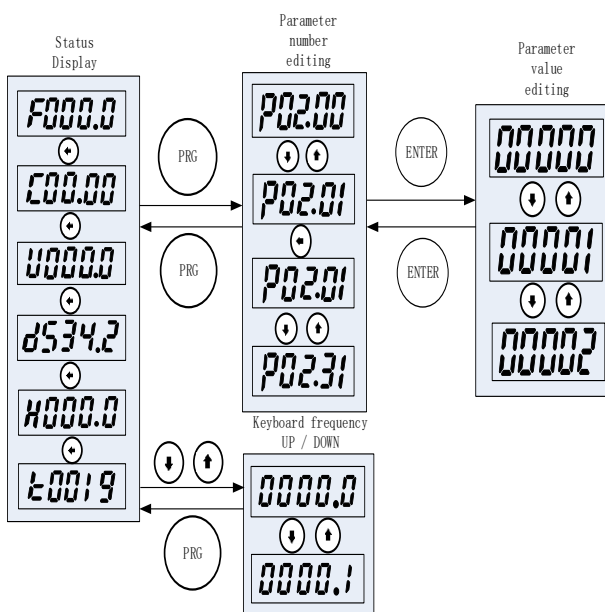 Status
Display
Parameter
number
editing
Parameter
value
editing
F000.0
C00.00
U000.0
d534.2
H000.0
t0019
PRG
PRG
P02.00
P02.01
P02.01
P02.31
ENTER
ENTER
00000
00001
00002
Keyboard frequency
UP / DOWN
PRG
0000.0
0000.1